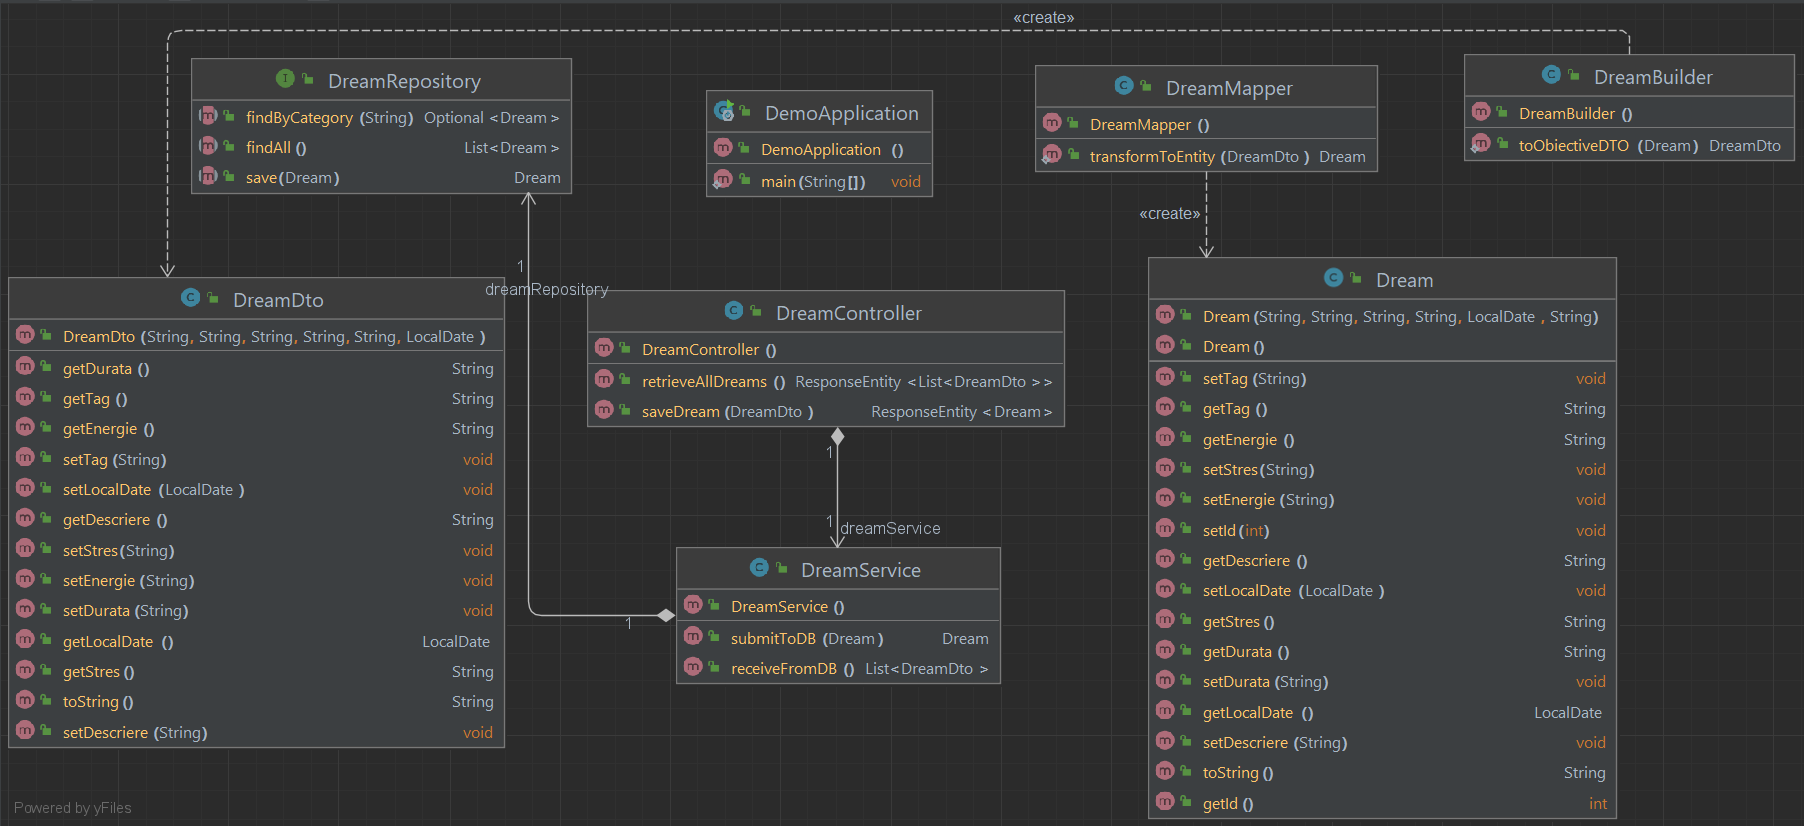 «create»
DreamRepository
findByCategory (String) Optional <Dream >
findAll () List<Dream >
save(Dream) Dream
DemoApplication
DemoApplication ()
main(String[]) void
DreamMapper
DreamMapper ()
transformToEntity (DreamDto ) Dream
DreamBuilder
DreamBuilder ()
toObiectiveDTO (Dream) DreamDto
«create»
1
dreamRepository
DreamDto
DreamDto (String, String, String, String, String, LocalDate )
getDurata () String
getTag () String
getEnergie () String
setTag (String) void
setLocalDate (LocalDate ) void
getDescriere () String
setStres(String) void
setEnergie (String) void
setDurata (String) void
getLocalDate () LocalDate
getStres () String
toString () String
setDescriere (String) void
DreamController
DreamController ()
retrieveAllDreams () ResponseEntity <List<DreamDto >>
saveDream (DreamDto ) ResponseEntity <Dream>
1
1
dreamService
DreamService
DreamService ()
submitToDB (Dream ) Dream
receiveFromDB () List<DreamDto >
1
Dream
Dream (String, String, String, String, LocalDate , String)
Dream ()
setTag (String) void
getTag () String
getEnergie () String
setStres(String) void
setEnergie (String) void
setId (int) void
getDescriere () String
setLocalDate (LocalDate ) void
getStres () String
getDurata () String
setDurata (String) void
getLocalDate () LocalDate
setDescriere (String) void
toString () String
getId () int
Powered by yFiles